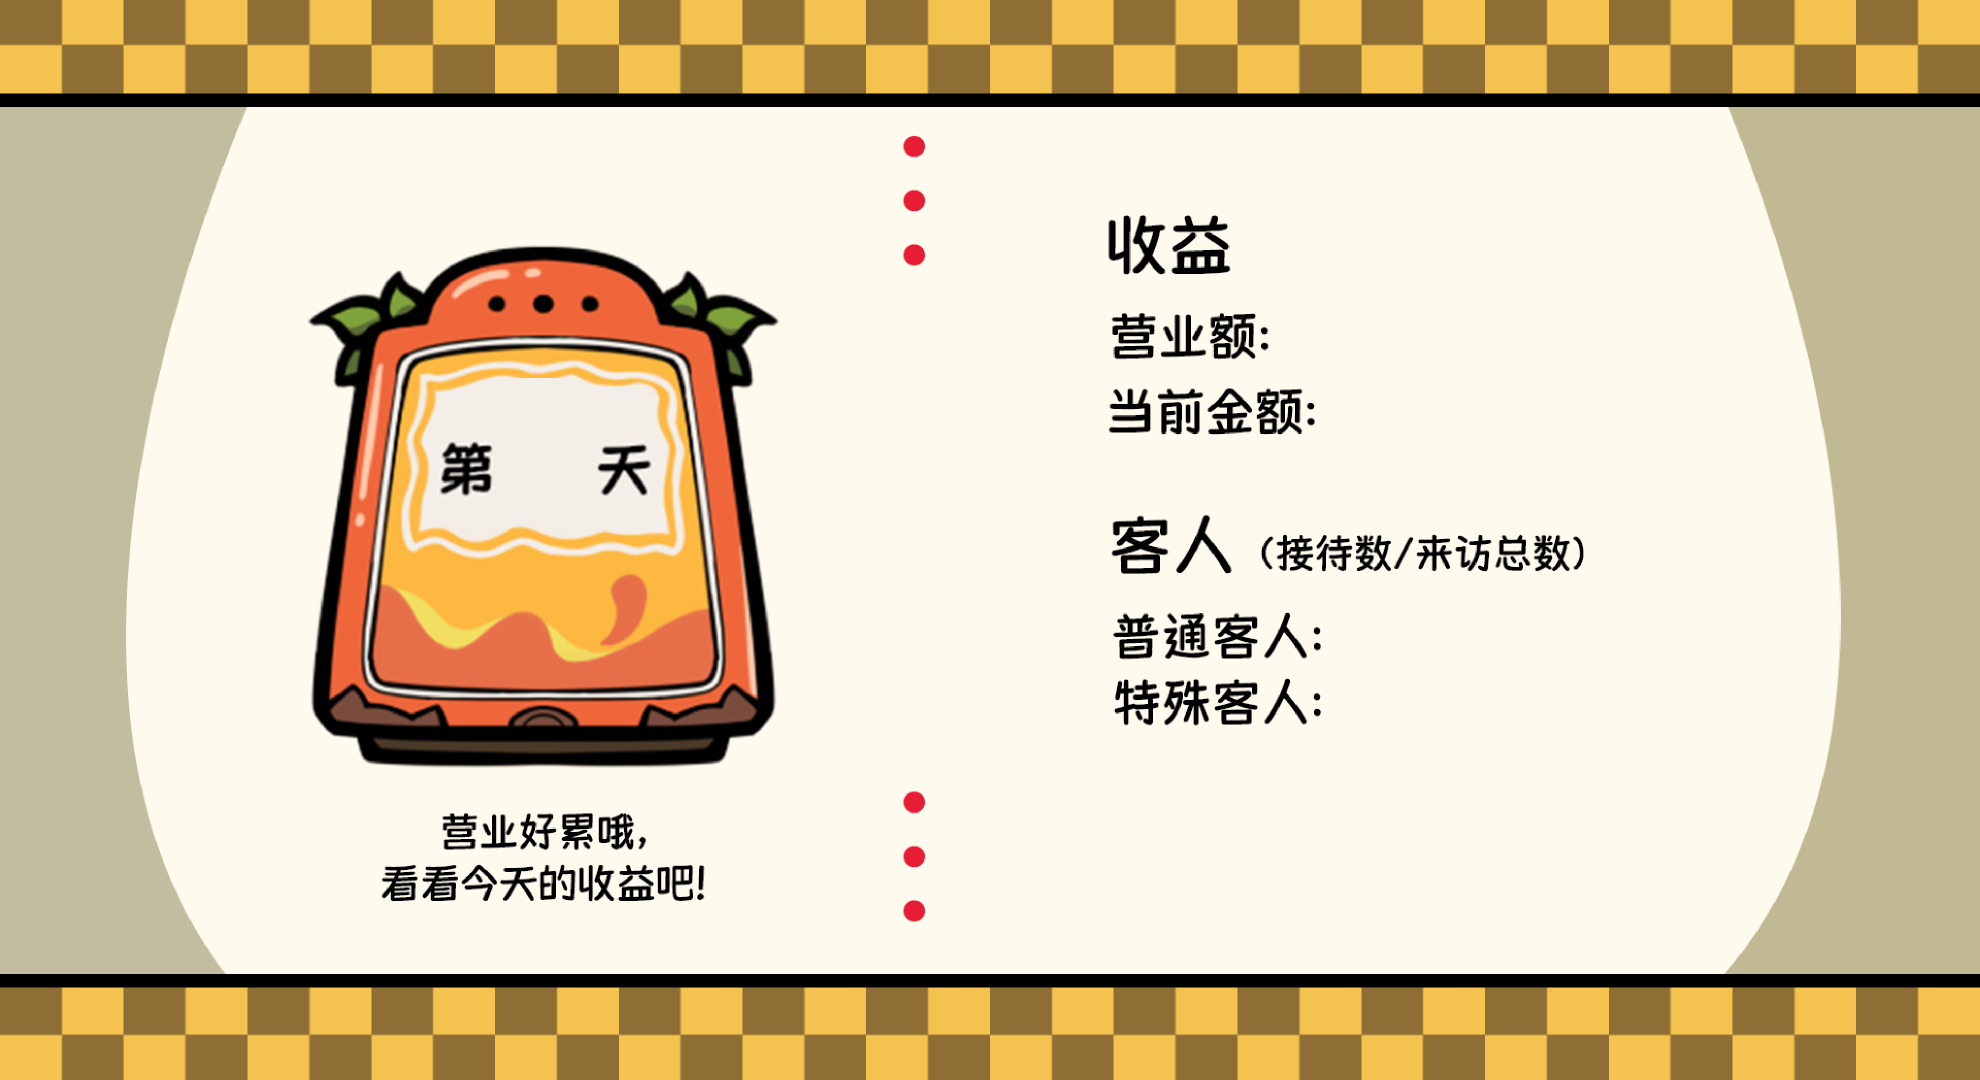 第 天
营业好累哦,
看看今天的收益吧!
收益
营业额:
当前金额:
客人 (接待数/来访总数)
普通客人:
特殊客人: